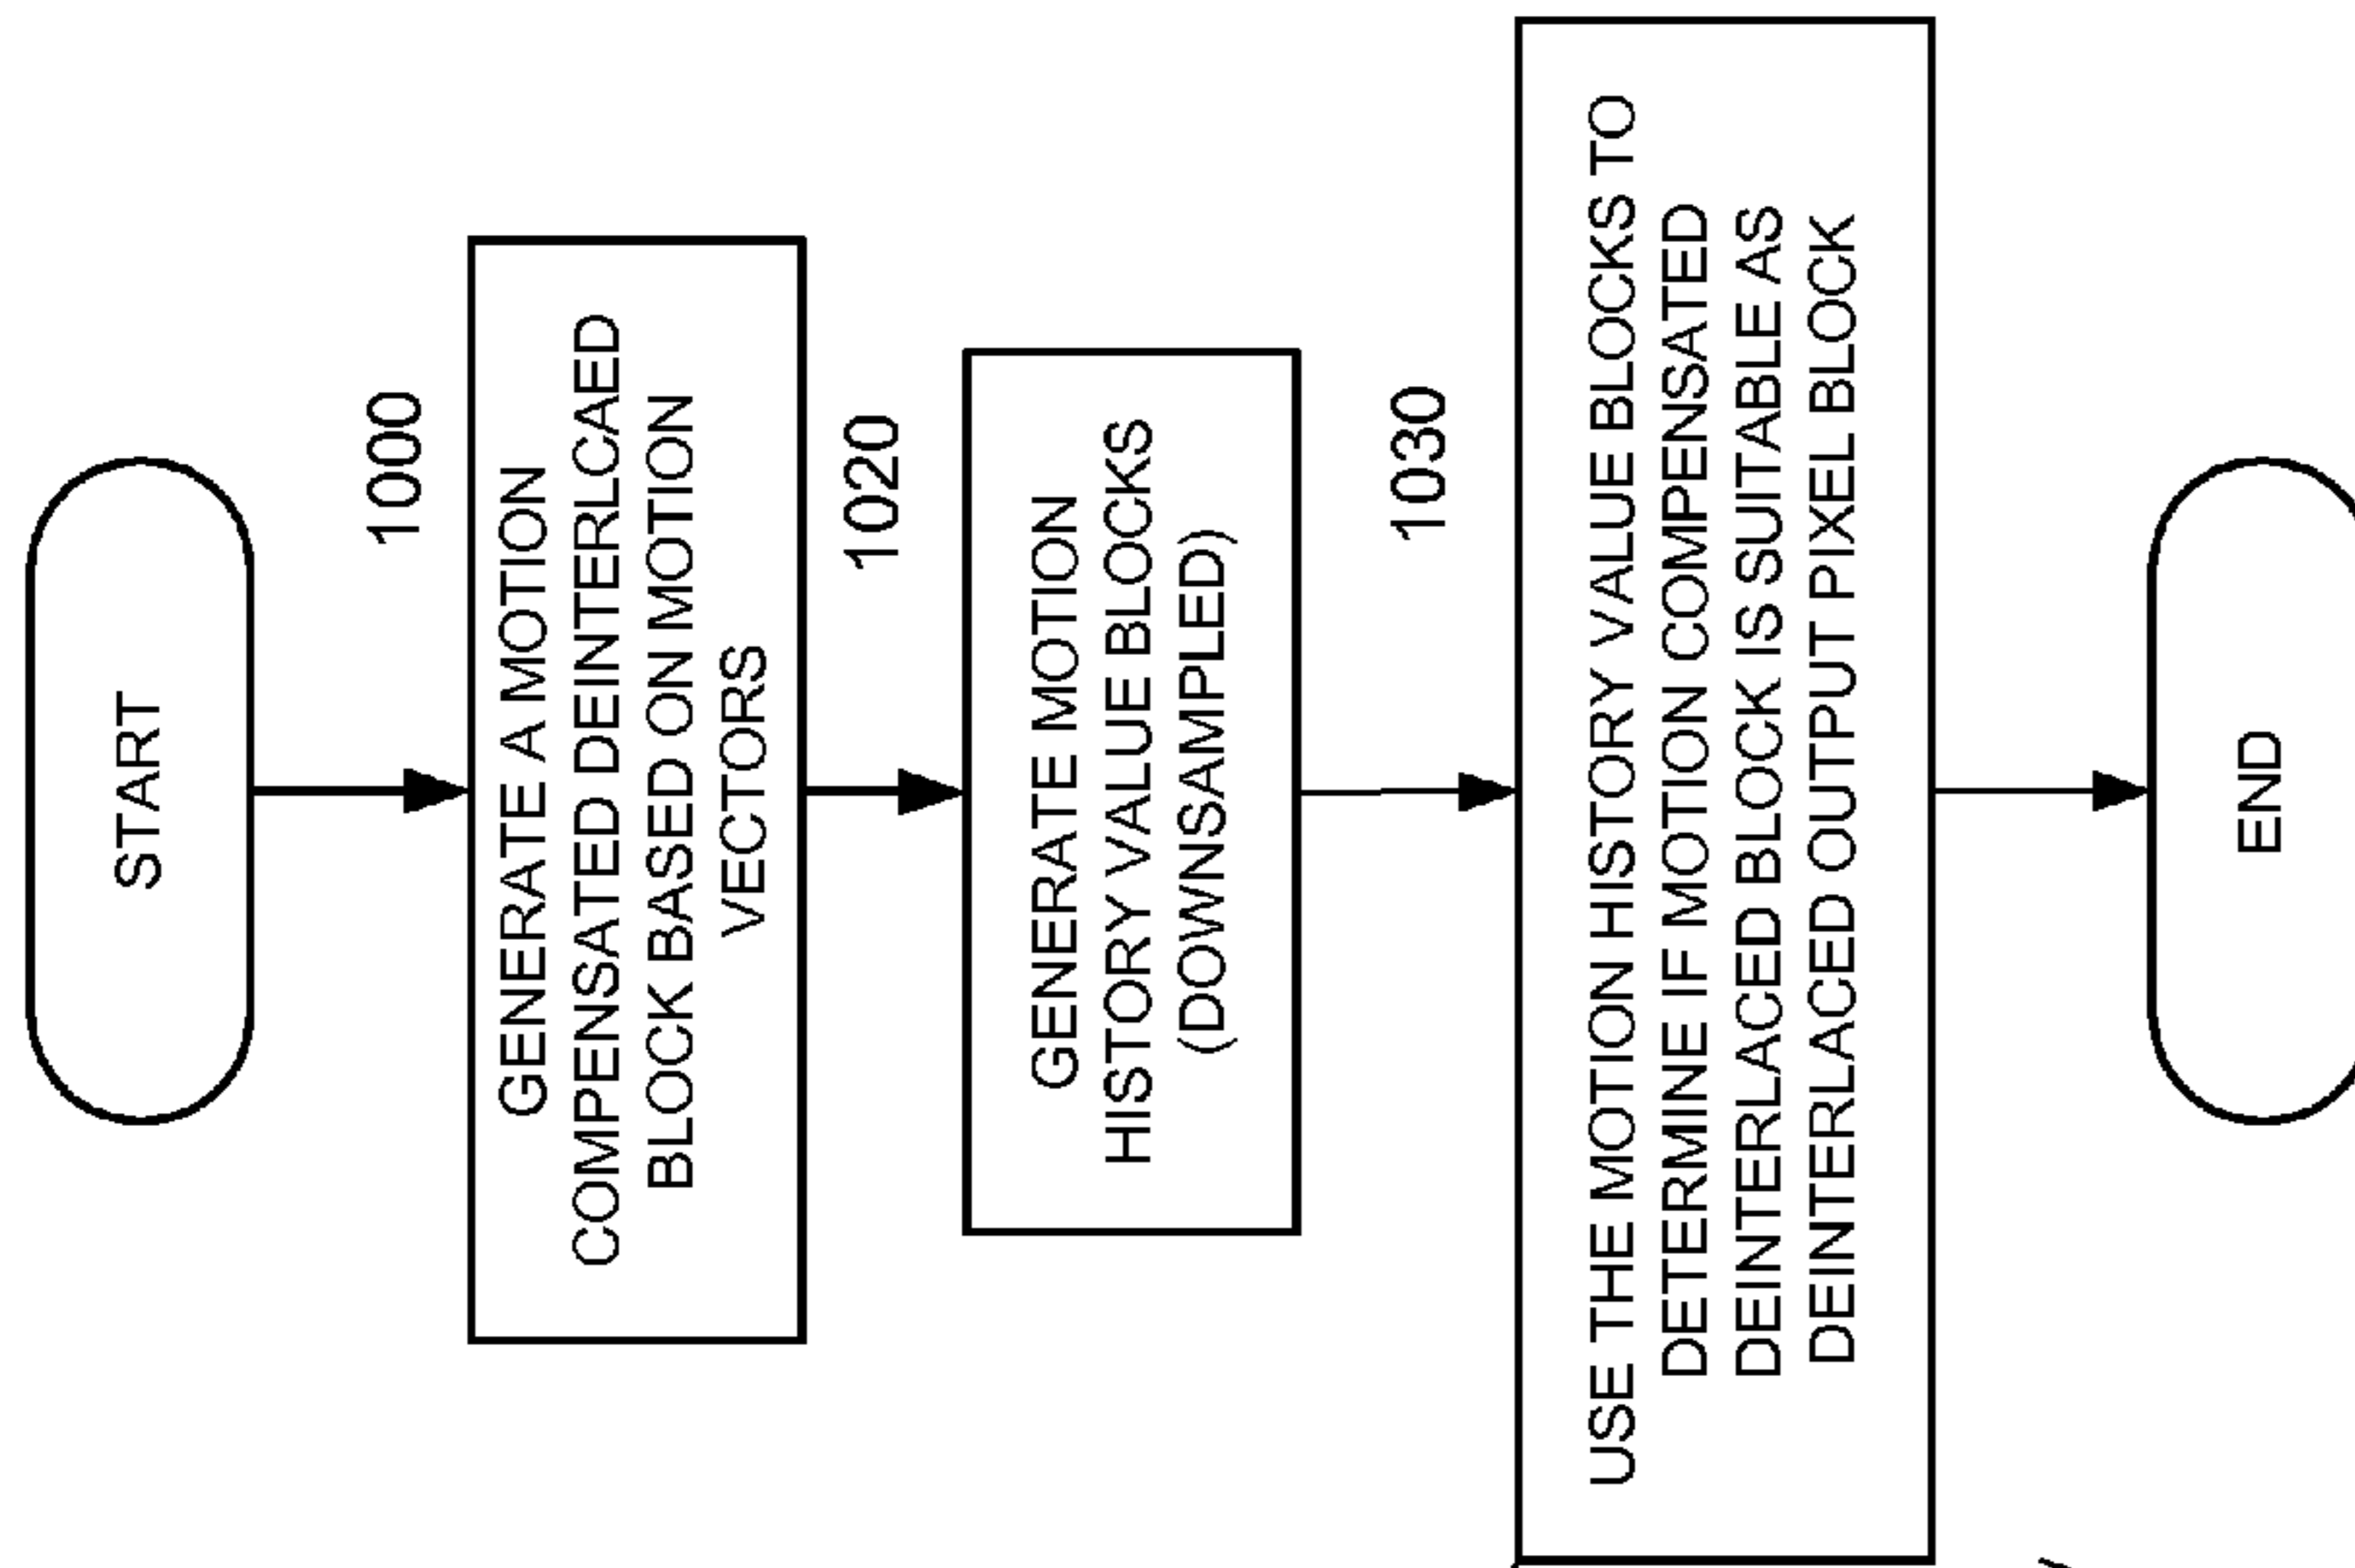 START
1000
GENERATE A MOTION
COMPENSATED DEINTERLCAED
BLOCK BASED ON MOTION
VECTORS
1020
GENERATE MOTION
HISTORY VALUE BLOCKS
(DOWNSAMPLED)
1030
USE THE MOTION HISTORY VALUE BLOCKS TO
DETERMINE IF MOTION COMPENSATED
DEINTERLACED BLOCK IS SUITABLE AS
DEINTERLACED OUTPUT PIXEL BLOCK
END